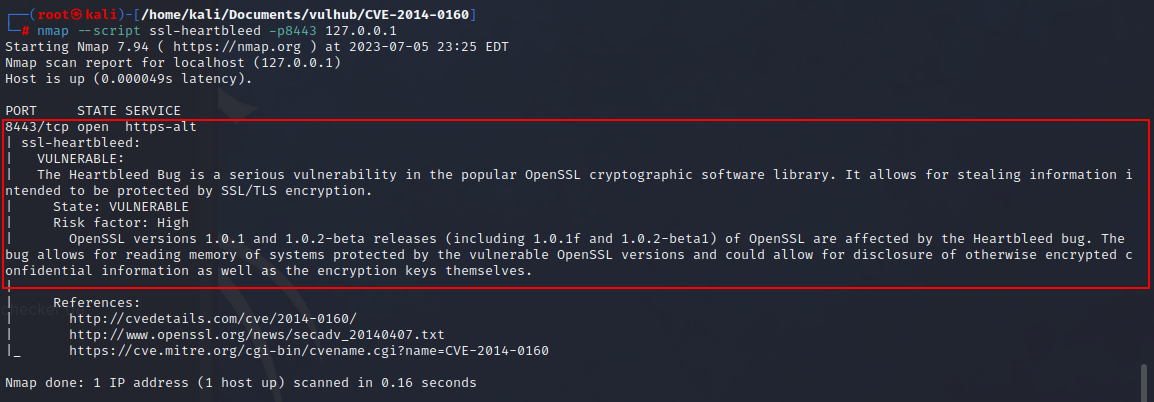 ┌──(root㉿kali)-[/home/kali/Documents/vulhub/CVE-2014-0160]
└─# nmap --script ssl-heartbleed -p8443 127.0.0.1
Starting Nmap 7.94 ( https://nmap.org ) at 2023-07-05 23:25 EDT
Nmap scan report for localhost (127.0.0.1)
Host is up (0.000049s latency).

PORT     STATE SERVICE
8443/tcp open  https-alt
| ssl-heartbleed:
|   VULNERABLE:
|   The Heartbleed Bug is a serious vulnerability in the popular OpenSSL cryptographic software library. It allows for stealing information i
ntended to be protected by SSL/TLS encryption.
|     State: VULNERABLE
|     Risk factor: High
|       OpenSSL versions 1.0.1 and 1.0.2-beta releases (including 1.0.1f and 1.0.2-beta1) of OpenSSL are affected by the Heartbleed bug. The
bug allows for reading memory of systems protected by the vulnerable OpenSSL versions and could allow for disclosure of otherwise encrypted c
onfidential information as well as the encryption keys themselves.
|
|     References:
|       http://cvedetails.com/cve/2014-0160/
|       http://www.openssl.org/news/secadv_20140407.txt
|_      https://cve.mitre.org/cgi-bin/cvename.cgi?name=CVE-2014-0160

Nmap done: 1 IP address (1 host up) scanned in 0.16 seconds